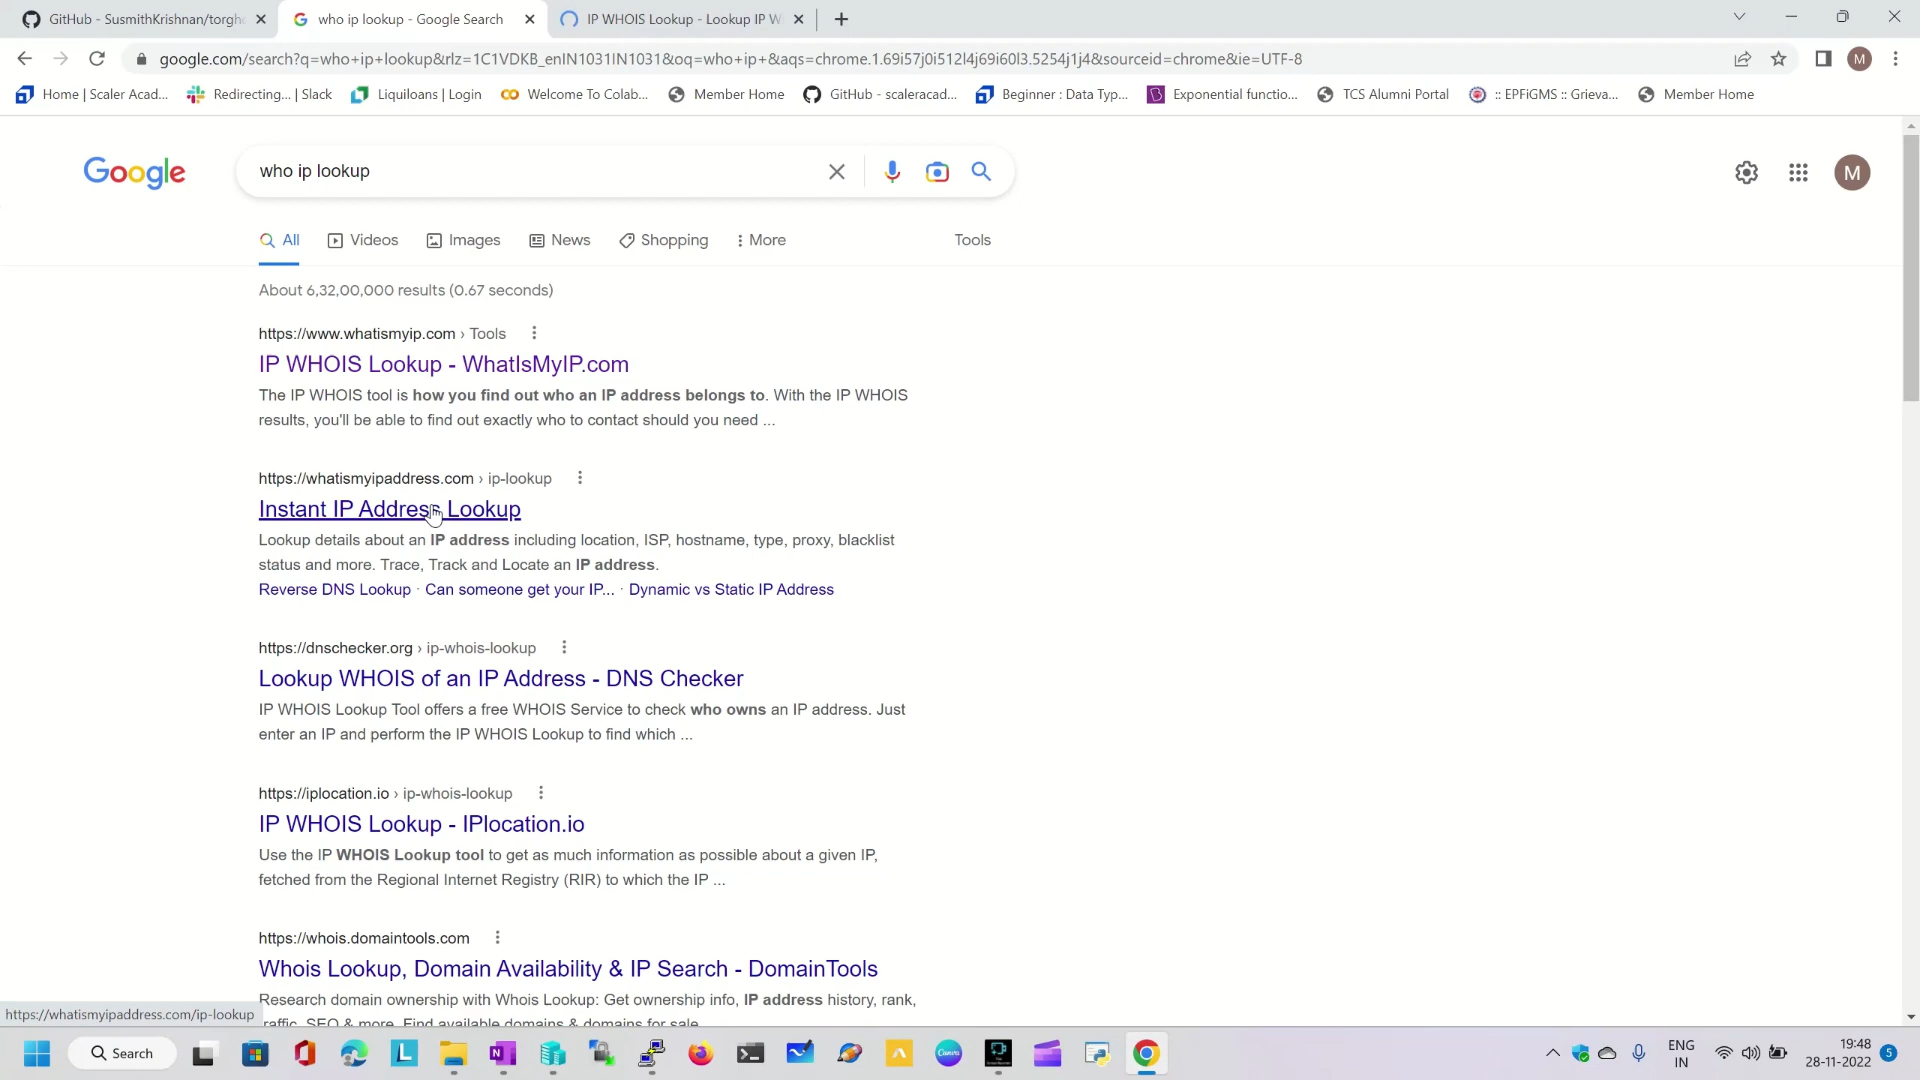 GitHub - SusmithKrishnan/torgho
who ip lookup - Google Search
IP WHOIS Lookup - Lookup IP W
google.com/search?q=who+ip+lookup&rlz=1C1VDKB_enIN1031IN1031&oq=who+ip+&aqs=chrome.1.69i57j0i512l4j69i60l3.5254j1j4&sourceid=chrome&ie=UTF-8
M
Home | Scaler Acad...
Redirecting... | Slack
Liquiloans | Login
Welcome To Colab...
Member Home
GitHub - scaleracad...
Beginner : Data Typ...
Exponential functio...
TCS Alumni Portal
:: EPFiGMS :: Grieva...
Member Home
Google
who ip lookup
M
All
Videos
Images
News
Shopping
More
Tools
About 6,32,00,000 results (0.67 seconds)
https://www.whatismyip.com › Tools
IP WHOIS Lookup - WhatIsMyIP.com
The IP WHOIS tool is how you find out who an IP address belongs to. With the IP WHOIS
results, you'll be able to find out exactly who to contact should you need ...
https://whatismyipaddress.com › ip-lookup
Instant IP Address Lookup
Lookup details about an IP address including location, ISP, hostname, type, proxy, blacklist
status and more. Trace, Track and Locate an IP address.
Reverse DNS Lookup · Can someone get your IP... · Dynamic vs Static IP Address
https://dnschecker.org › ip-whois-lookup
Lookup WHOIS of an IP Address - DNS Checker
IP WHOIS Lookup Tool offers a free WHOIS Service to check who owns an IP address. Just
enter an IP and perform the IP WHOIS Lookup to find which ...
https://iplocation.io › ip-whois-lookup
IP WHOIS Lookup - IPlocation.io
Use the IP WHOIS Lookup tool to get as much information as possible about a given IP,
fetched from the Regional Internet Registry (RIR) to which the IP ...
https://whois.domaintools.com
Whois Lookup, Domain Availability & IP Search - DomainTools
Research domain ownership with Whois Lookup: Get ownership info, IP address history, rank,
traffic, SEO & more. Find available domains & domains for sale.
https://whatismyipaddress.com/ip-lookup
Search
L
N
Canva
ENG
IN
19:48
28-11-2022
5